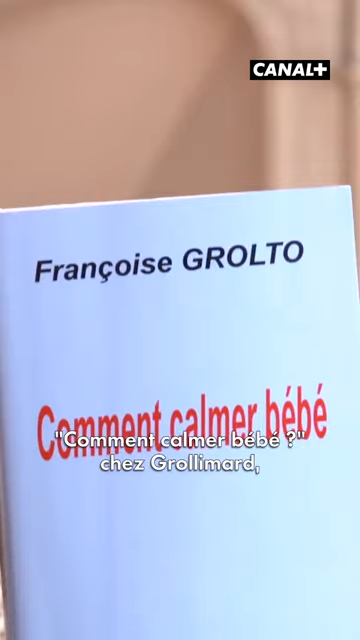 CANAL+
Françoise GROLTO
Comment calmer bébé
"Comment calmer bébé ?"
chez Grollimard,